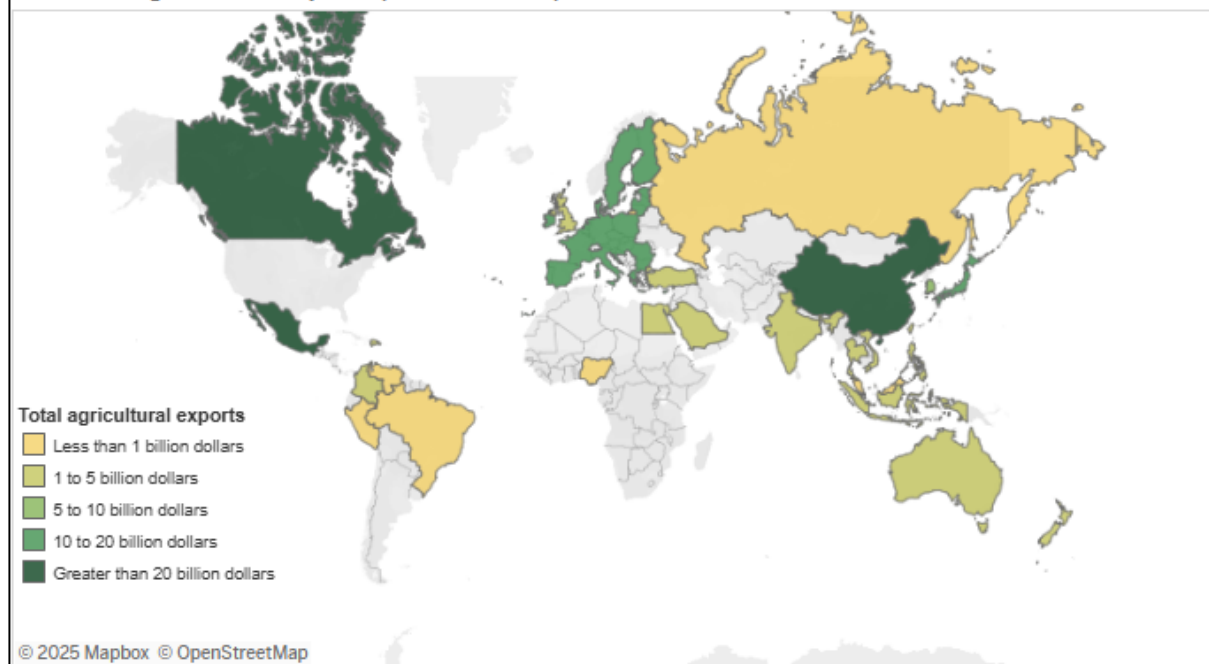 Total agricultural exports
Less than 1 billion dollars
1 to 5 billion dollars
5 to 10 billion dollars
10 to 20 billion dollars
Greater than 20 billion dollars
© 2025 Mapbox © OpenStreetMap